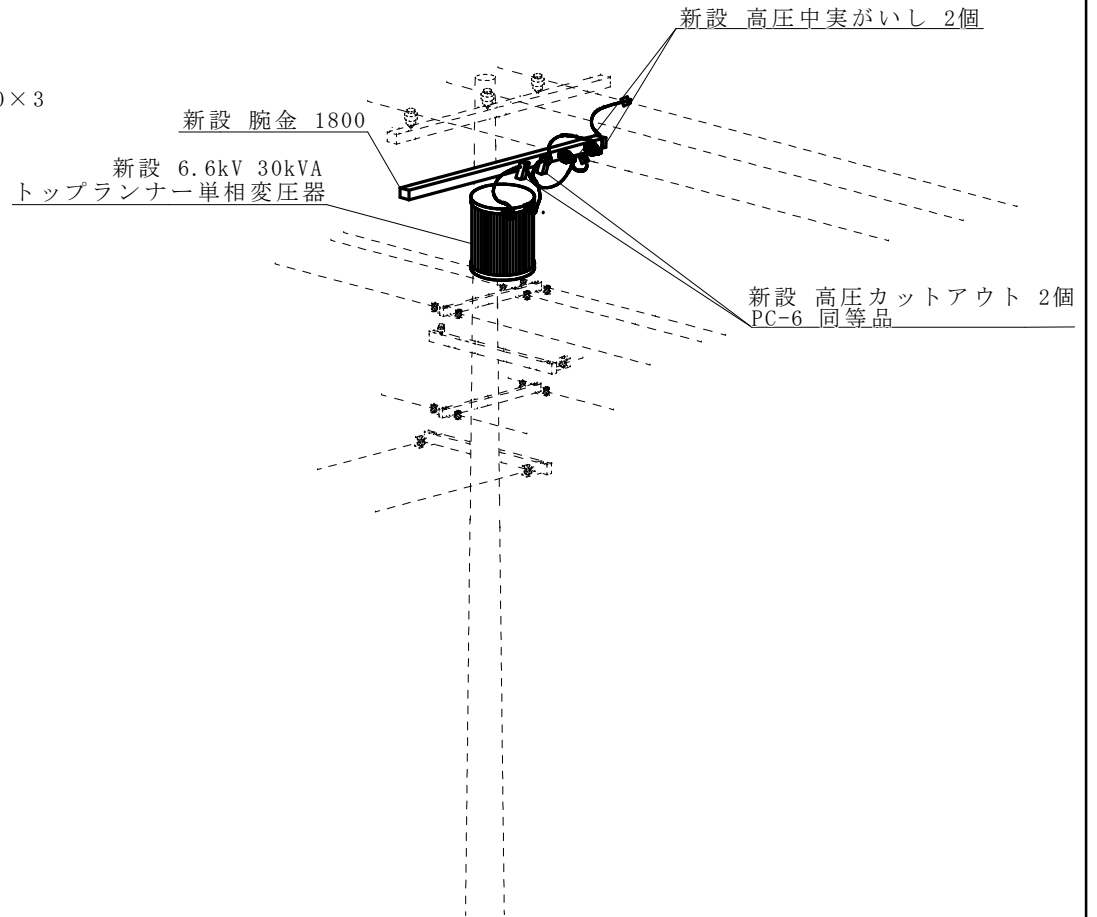 新設 高圧中実がいし 2個
×3
新設 腕金 1800
新設 6.6kV 30kVA
トップランナー単相変圧器
新設 高圧カットアウト 2個
PC-6 同等品